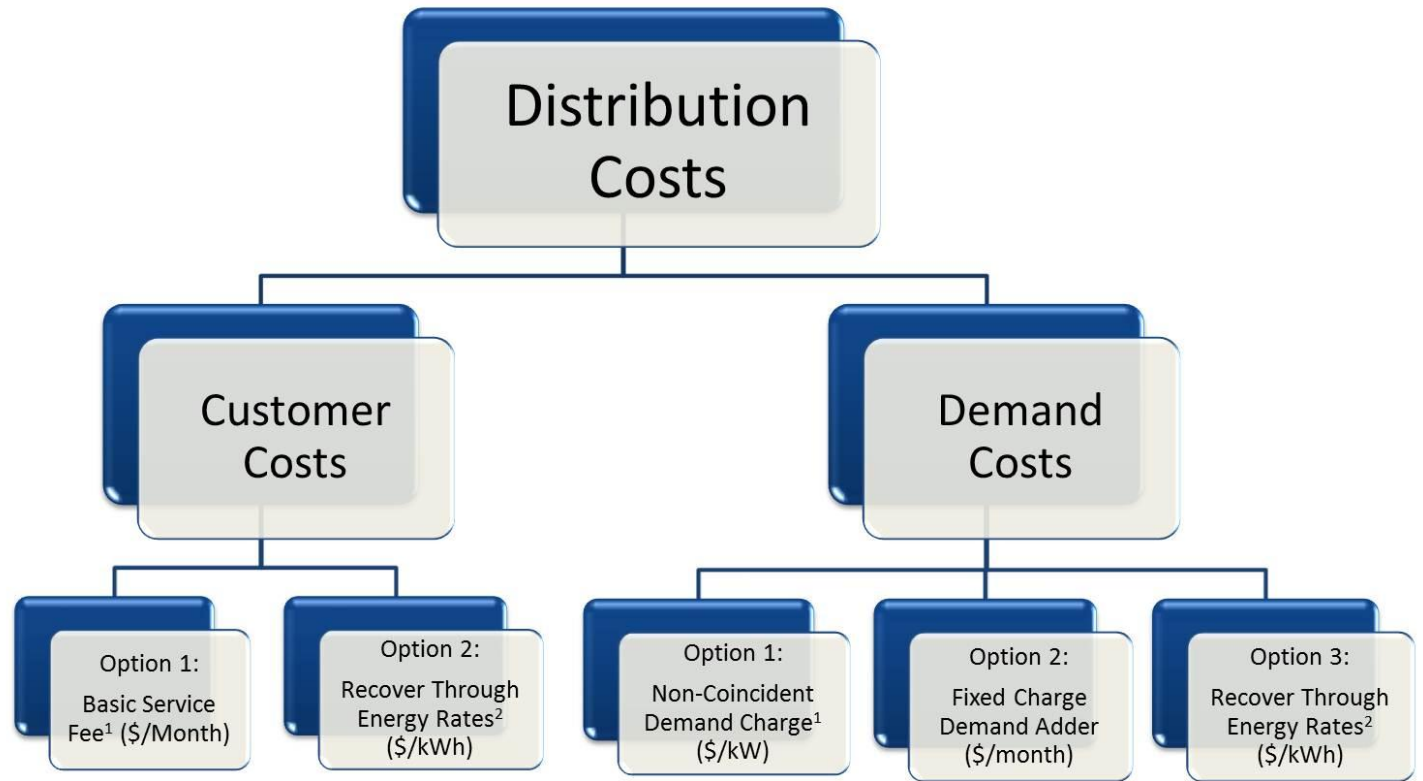 Distribution
Costs
Customer
Costs
Demand
Costs
Option 1:
Basic Service
Fee¹ ($/Month)
Option 2:
Recover Through
Energy Rates²
($/kWh)
Option 1:
Non-Coincident
Demand Charge¹
($/kW)
Option 2:
Fixed Charge
Demand Adder
($/month)
Option 3:
Recover Through
Energy Rates²
($/kWh)